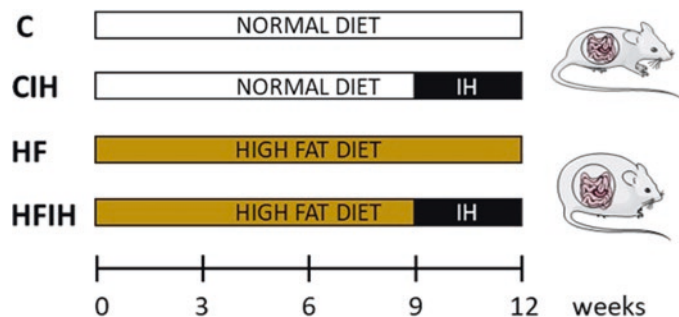 C NORMAL DIET
CIH NORMAL DIET IH
HF HIGH FAT DIET
HFIH HIGH FAT DIET IH
0 3 6 9 12 weeks